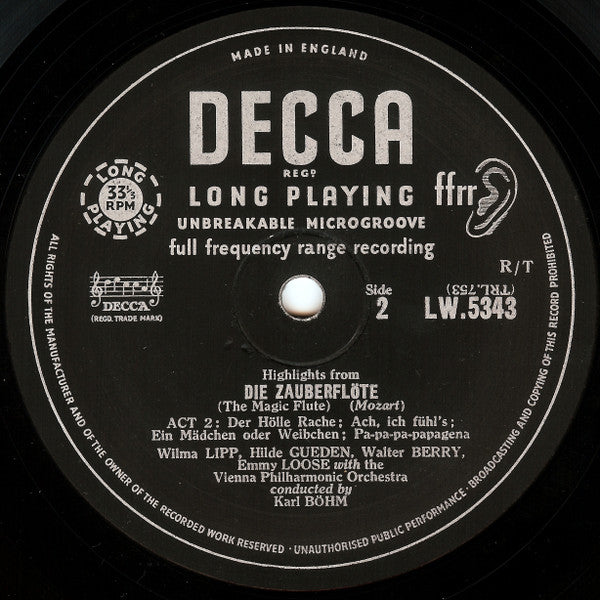 MADE IN ENGLAND
DECCA
REGD
LONG PLAYING
UNBREAKABLE MICROGROOVE
full frequency range recording
ffrr
LONG
33⅓
RPM
PLAYING
DECCA
(REGD. TRADE MARK)
R/T
Side
2
(TRL.753)
LW.5343
Highlights from
DIE ZAUBERFLÖTE
(The Magic Flute) (Mozart)
ACT 2: Der Hölle Rache; Ach, ich fühl's;
Ein Mädchen oder Weibchen; Pa-pa-pa-papagena
Wilma LIPP, Hilde GUEDEN, Walter BERRY,
Emmy LOOSE with the
Vienna Philharmonic Orchestra
conducted by
Karl BÖHM
ALL RIGHTS OF THE MANUFACTURER AND OF THE OWNER OF THE RECORDED WORK RESERVED · UNAUTHORISED PUBLIC PERFORMANCE · BROADCASTING AND COPYING OF THIS RECORD PROHIBITED